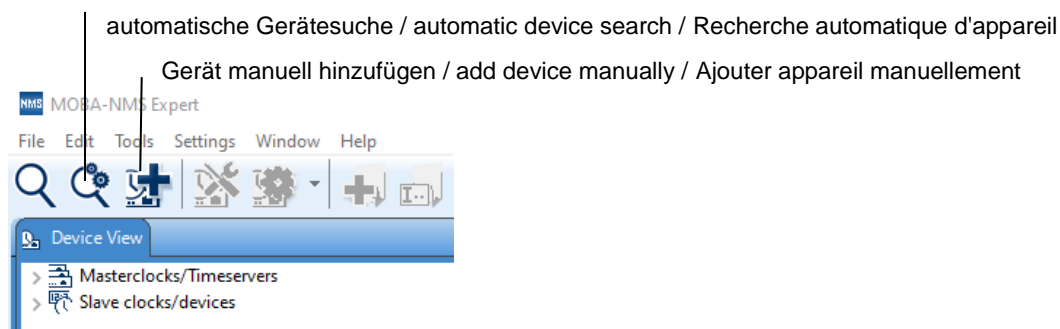 automatische Gerätesuche / automatic device search / Recherche automatique d'appareil
Gerät manuell hinzufügen / add device manually / Ajouter appareil manuellement
NMS MOBA-NMS Expert
File Edit Tools Settings Window Help
Device View
Masterclocks/Timeservers
Slave clocks/devices